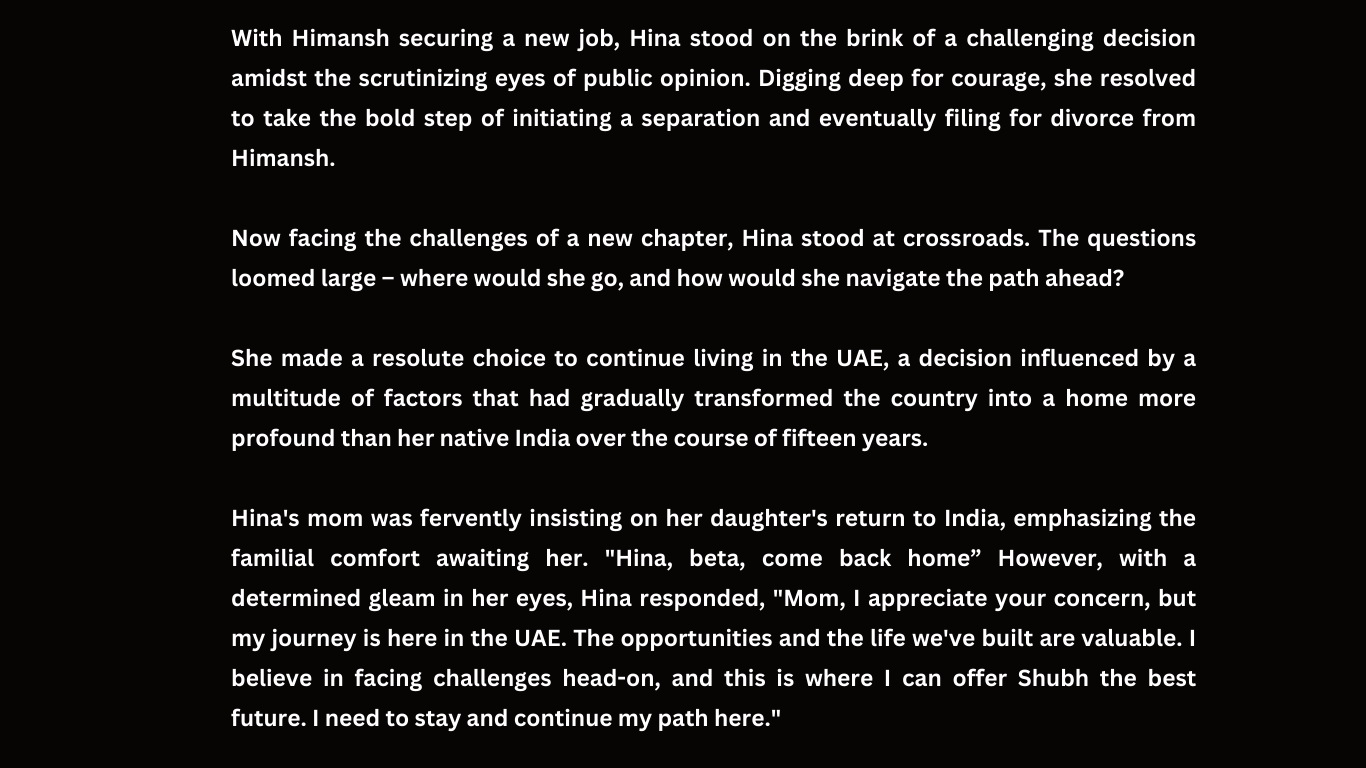 With Himansh securing a new job, Hina stood on the brink of a challenging decision
amidst the scrutinizing eyes of public opinion. Digging deep for courage, she resolved
to take the bold step of initiating a separation and eventually filing for divorce from
Himansh.
Now facing the challenges of a new chapter, Hina stood at crossroads. The questions
loomed large – where would she go, and how would she navigate the path ahead?
She made a resolute choice to continue living in the UAE, a decision influenced by a
multitude of factors that had gradually transformed the country into a home more
profound than her native India over the course of fifteen years.
Hina's mom was fervently insisting on her daughter's return to India, emphasizing the
familial comfort awaiting her. "Hina, beta, come back home” However, with a
determined gleam in her eyes, Hina responded, "Mom, I appreciate your concern, but
my journey is here in the UAE. The opportunities and the life we've built are valuable. I
believe in facing challenges head-on, and this is where I can offer Shubh the best
future. I need to stay and continue my path here."